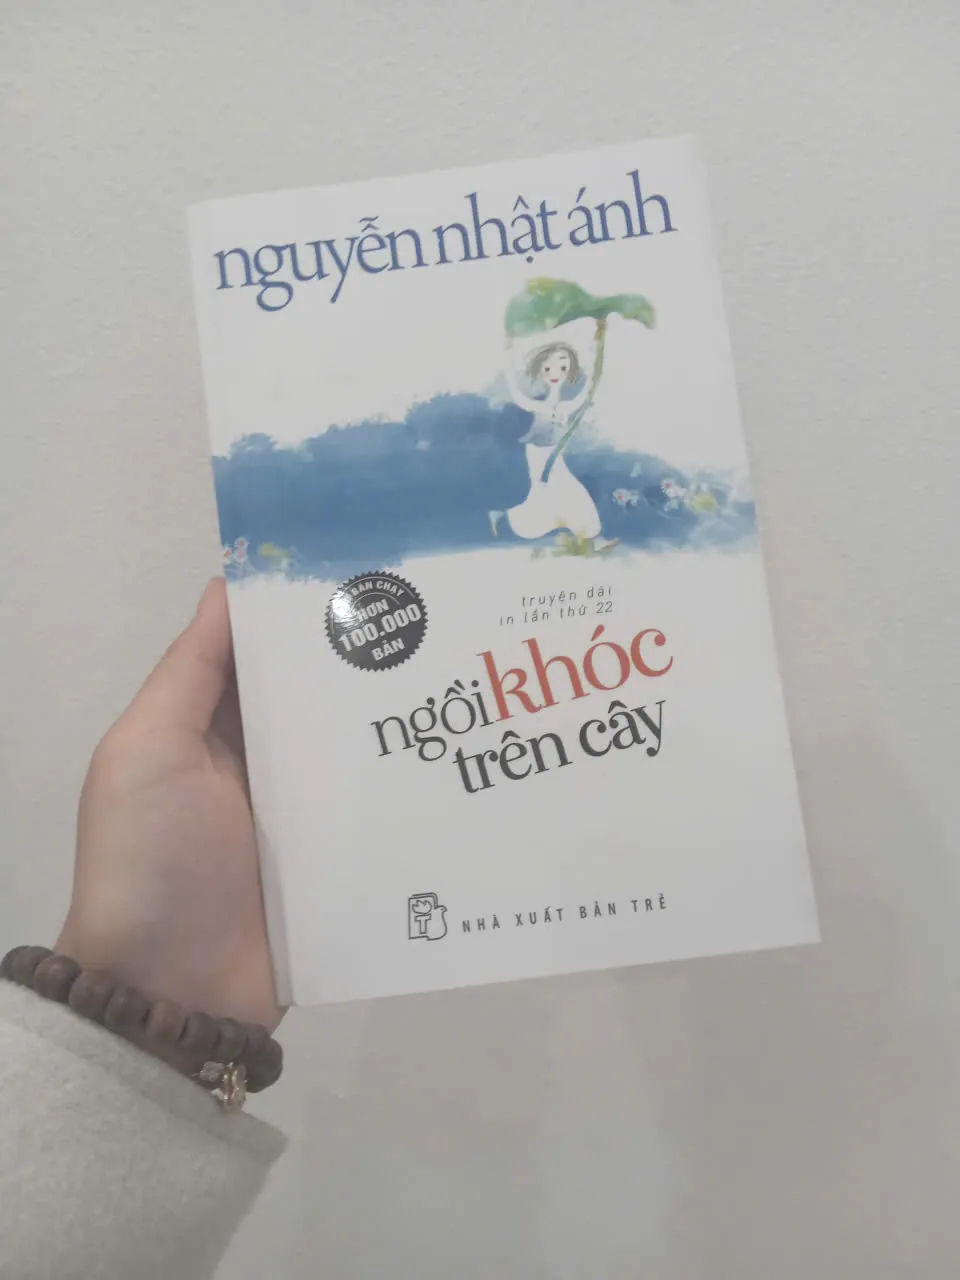 nguyễn nhật ánh
BÁN CHẠY
HƠN
100.000
BẢN
truyện dài
in lần thứ 22
ngồi khóc
trên cây
NHÀ XUẤT BẢN TRẺ